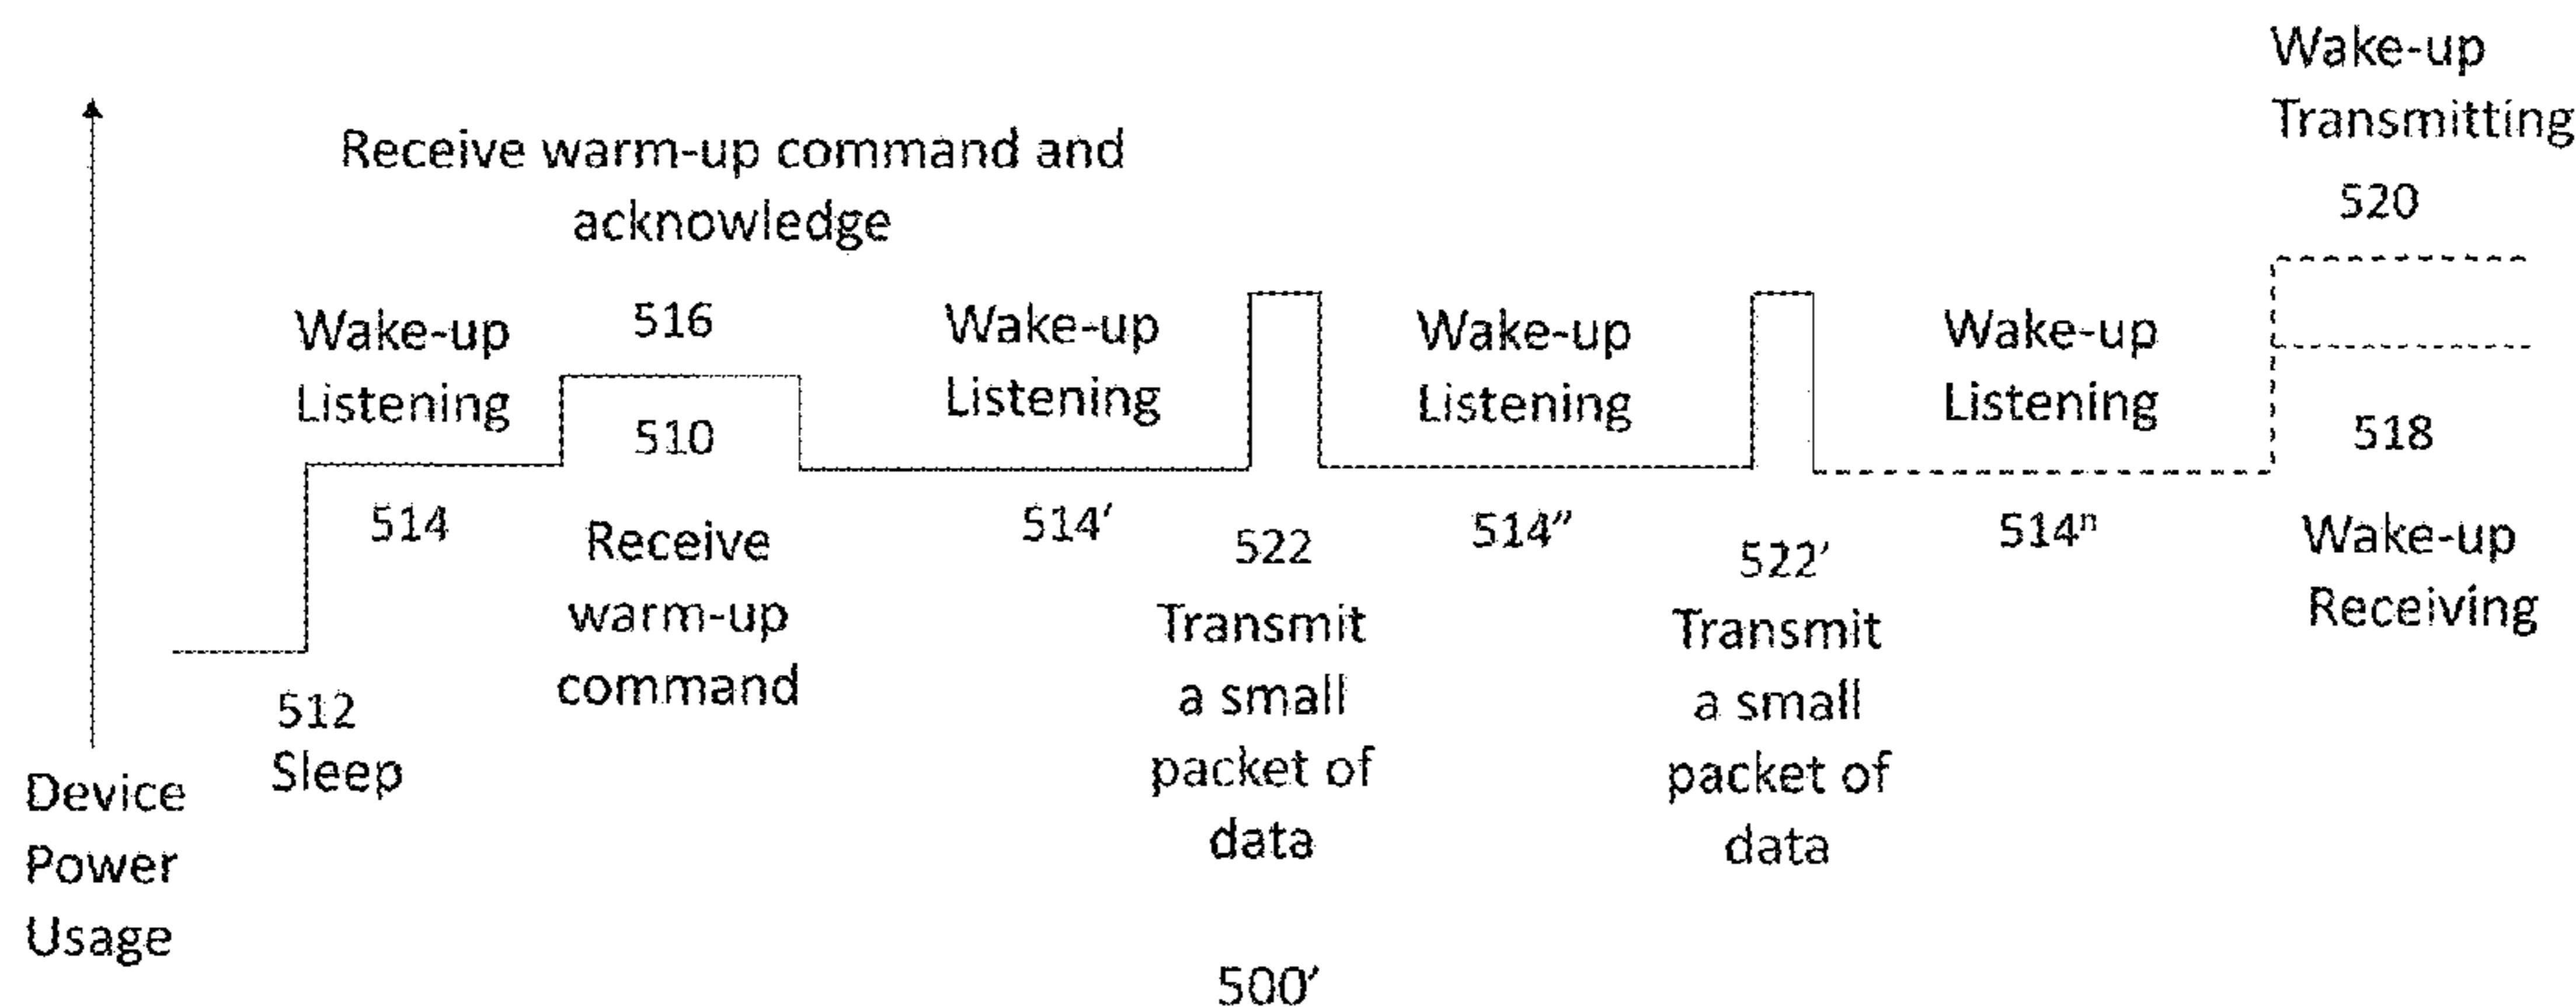 Wake-up
Transmitting
520
Receive warm-up command and
acknowledge
Wake-up
Listening
516
510
Wake-up
Listening
Wake-up
Listening
Wake-up
Listening
518
514
Receive
warm-up
command
514′
522
Transmit
a small
packet of
data
514″
522′
Transmit
a small
packet of
data
514ⁿ
Wake-up
Receiving
512
Sleep
Device
Power
Usage
500′